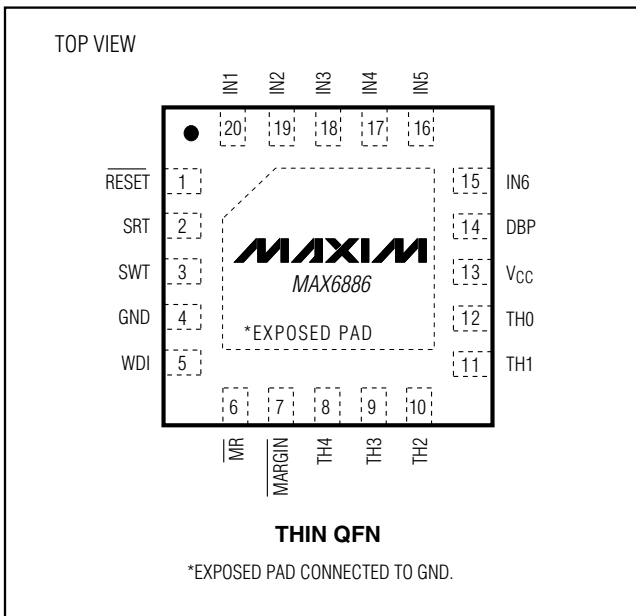 TOP VIEW
IN1 IN2 IN3 IN4 IN5
20 19 18 17 16
RESET 1
15 IN6
SRT 2
14 DBP
SWT 3
13 VCC
GND 4
12 TH0
WDI 5
11 TH1
MAXIM
MAX6886
*EXPOSED PAD
6 7 8 9 10
MR MARGIN TH4 TH3 TH2
THIN QFN
*EXPOSED PAD CONNECTED TO GND.